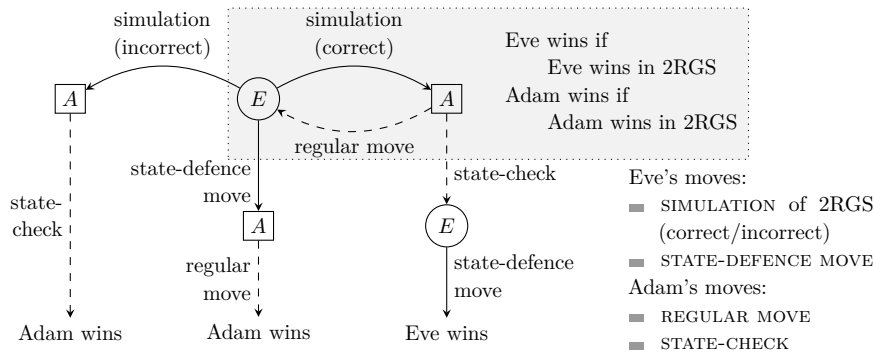 simulation
(incorrect)
simulation
(correct)
Eve wins if
Eve wins in 2RGS
Adam wins if
Adam wins in 2RGS
A
E
A
regular move
state-defence
move
state-check
state-
check
A
E
regular
move
state-defence
move
Adam wins
Adam wins
Eve wins
Eve's moves:
SIMULATION of 2RGS
(correct/incorrect)
STATE-DEFENCE MOVE
Adam's moves:
REGULAR MOVE
STATE-CHECK